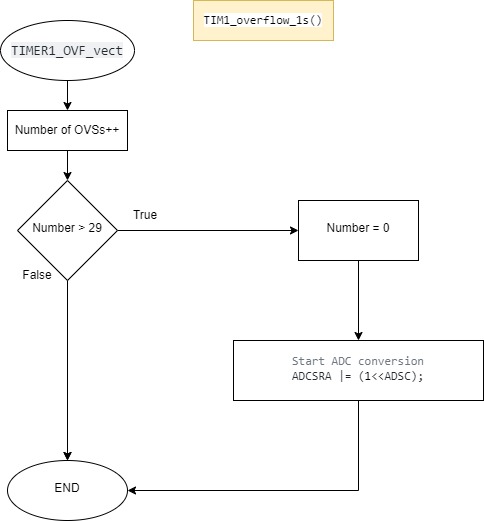 TIM1_overflow_1s()
TIMER1_OVF_vect
Number of OVSs++
Number > 29
True
False
Number = 0
Start ADC conversion
ADCSRA |= (1<<ADSC);
END